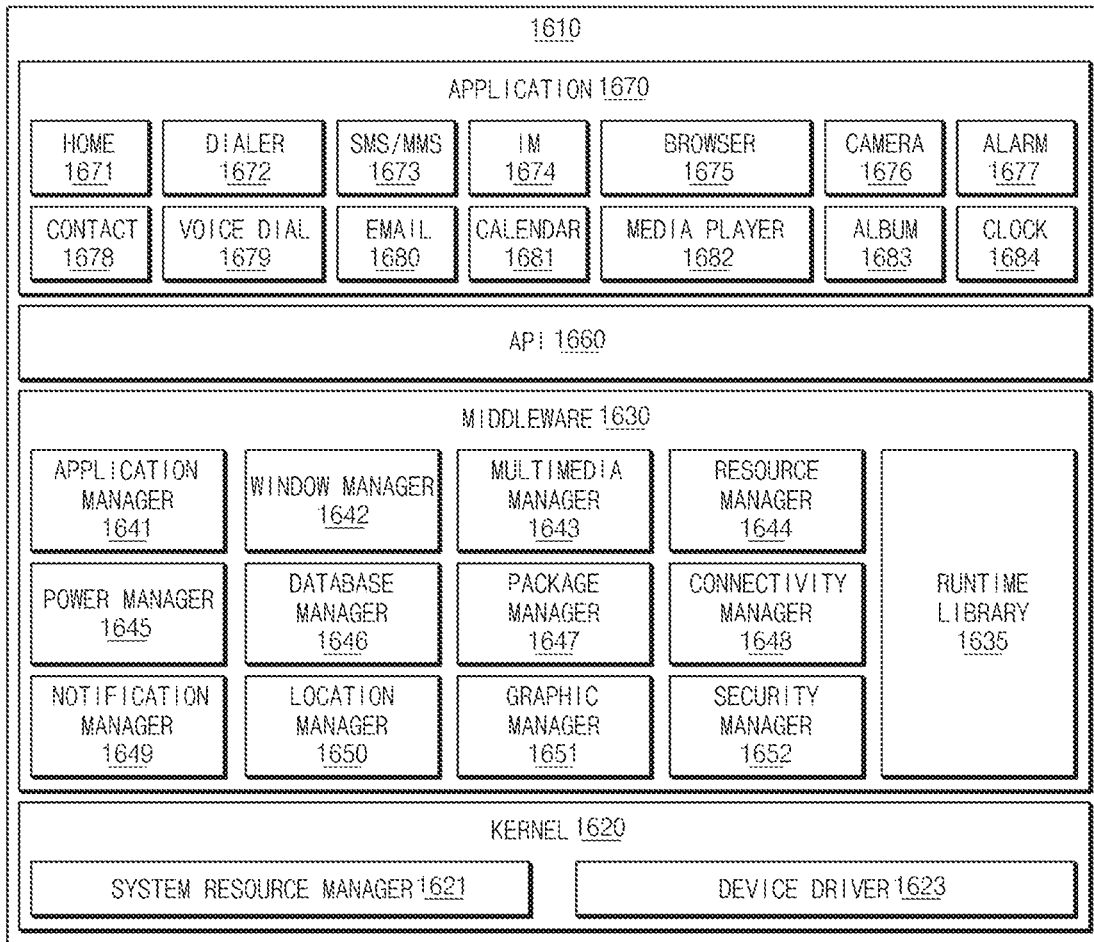 1610
APPLICATION 1670
HOME
1671
DIALER
1672
SMS/MMS
1673
IM
1674
BROWSER
1675
CAMERA
1676
ALARM
1677
CONTACT
1678
VOICE DIAL
1679
EMAIL
1680
CALENDAR
1681
MEDIA PLAYER
1682
ALBUM
1683
CLOCK
1684
API 1660
MIDDLEWARE 1630
APPLICATION
MANAGER
1641
WINDOW MANAGER
1642
MULTIMEDIA
MANAGER
1643
RESOURCE
MANAGER
1644
POWER MANAGER
1645
DATABASE
MANAGER
1646
PACKAGE
MANAGER
1647
CONNECTIVITY
MANAGER
1648
NOTIFICATION
MANAGER
1649
LOCATION
MANAGER
1650
GRAPHIC
MANAGER
1651
SECURITY
MANAGER
1652
RUNTIME
LIBRARY
1635
KERNEL 1620
SYSTEM RESOURCE MANAGER 1621
DEVICE DRIVER 1623